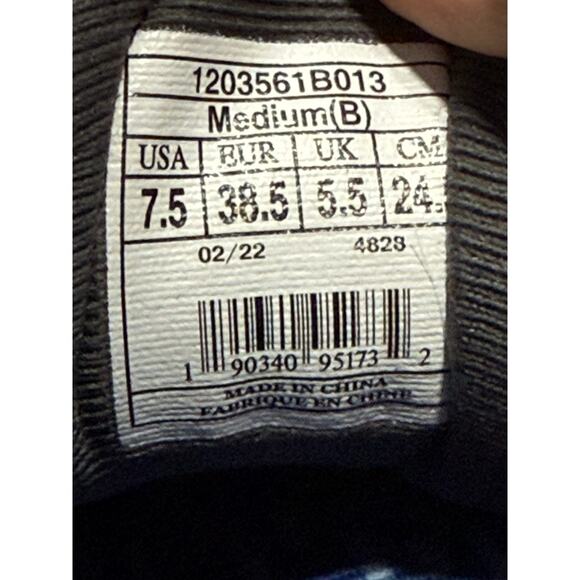 1203561B013
Medium(B)
USA EUR UK CM
7.5 38.5 5.5 24.
02/22 4828
1 90340 95173 2
MADE IN CHINA
FABRIQUE EN CHINE